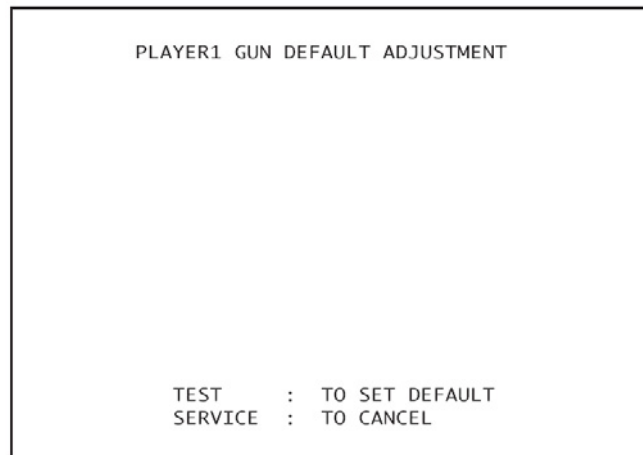 PLAYER1 GUN DEFAULT ADJUSTMENT
TEST : TO SET DEFAULT
SERVICE : TO CANCEL